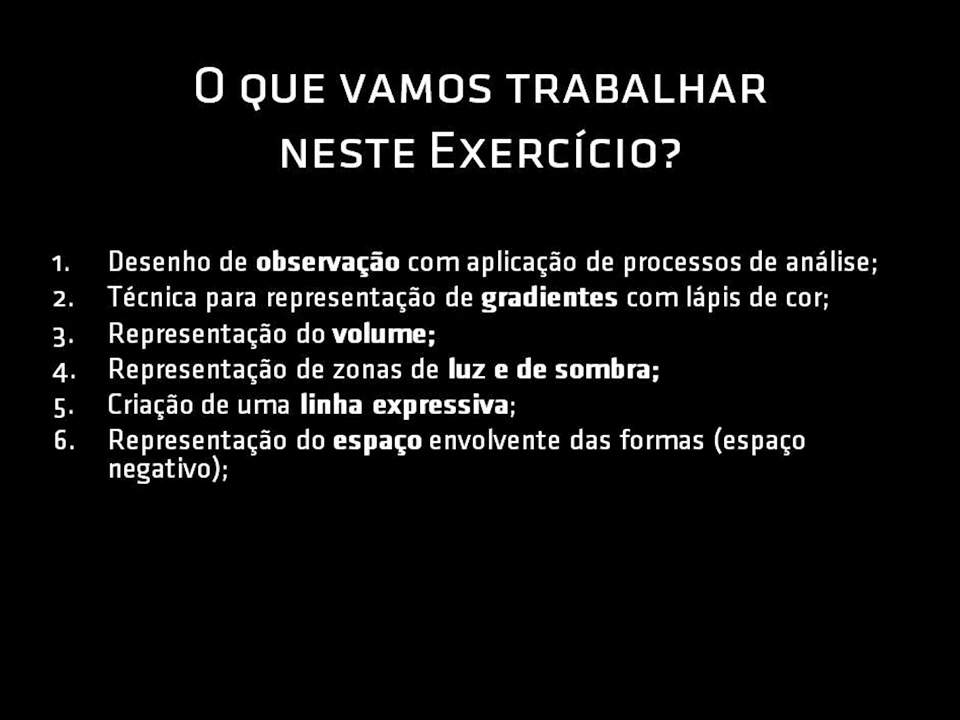 O que vamos trabalhar
neste Exercício?
1. Desenho de observação com aplicação de processos de análise;
2. Técnica para representação de gradientes com lápis de cor;
3. Representação do volume;
4. Representação de zonas de luz e de sombra;
5. Criação de uma linha expressiva;
6. Representação do espaço envolvente das formas (espaço
negativo);